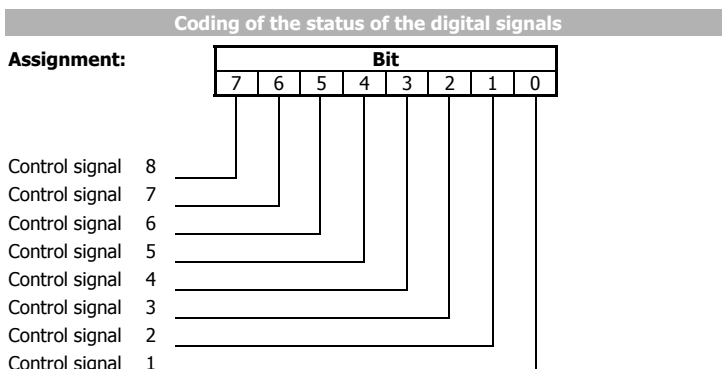 Coding of the status of the digital signals
Assignment: Bit
7 6 5 4 3 2 1 0
Control signal 8
Control signal 7
Control signal 6
Control signal 5
Control signal 4
Control signal 3
Control signal 2
Control signal 1